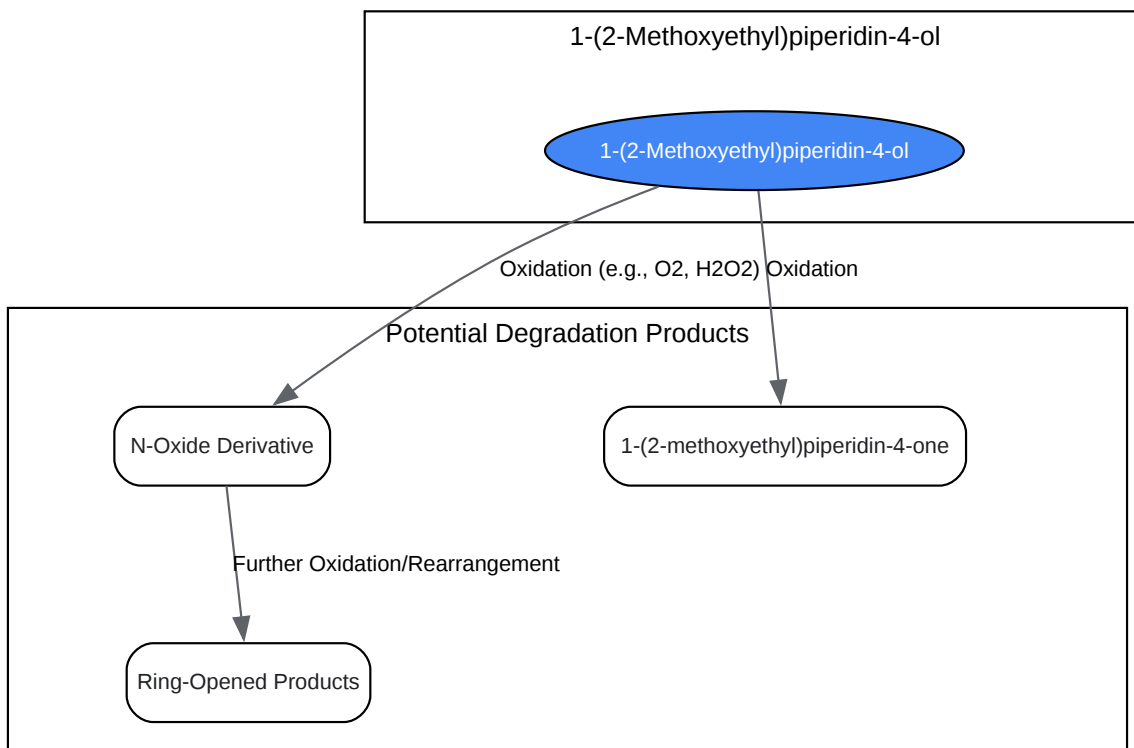 1-(2-Methoxyethyl)piperidin-4-ol
1-(2-Methoxyethyl)piperidin-4-ol
Oxidation (e.g., O2, H2O2)
Oxidation
Potential Degradation Products
N-Oxide Derivative
1-(2-methoxyethyl)piperidin-4-one
Further Oxidation/Rearrangement
Ring-Opened Products